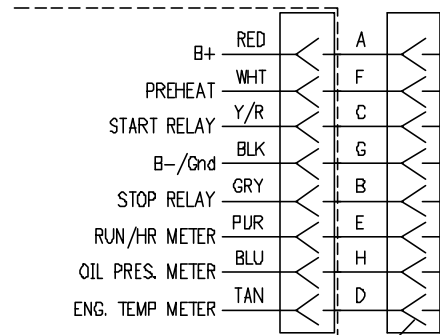 B+ RED A
PREHEAT WHT F
START RELAY Y/R C
B-/Gnd BLK G
STOP RELAY GRY B
RUN/HR METER PUR E
OIL PRES. METER BLU H
ENG. TEMP METER TAN D